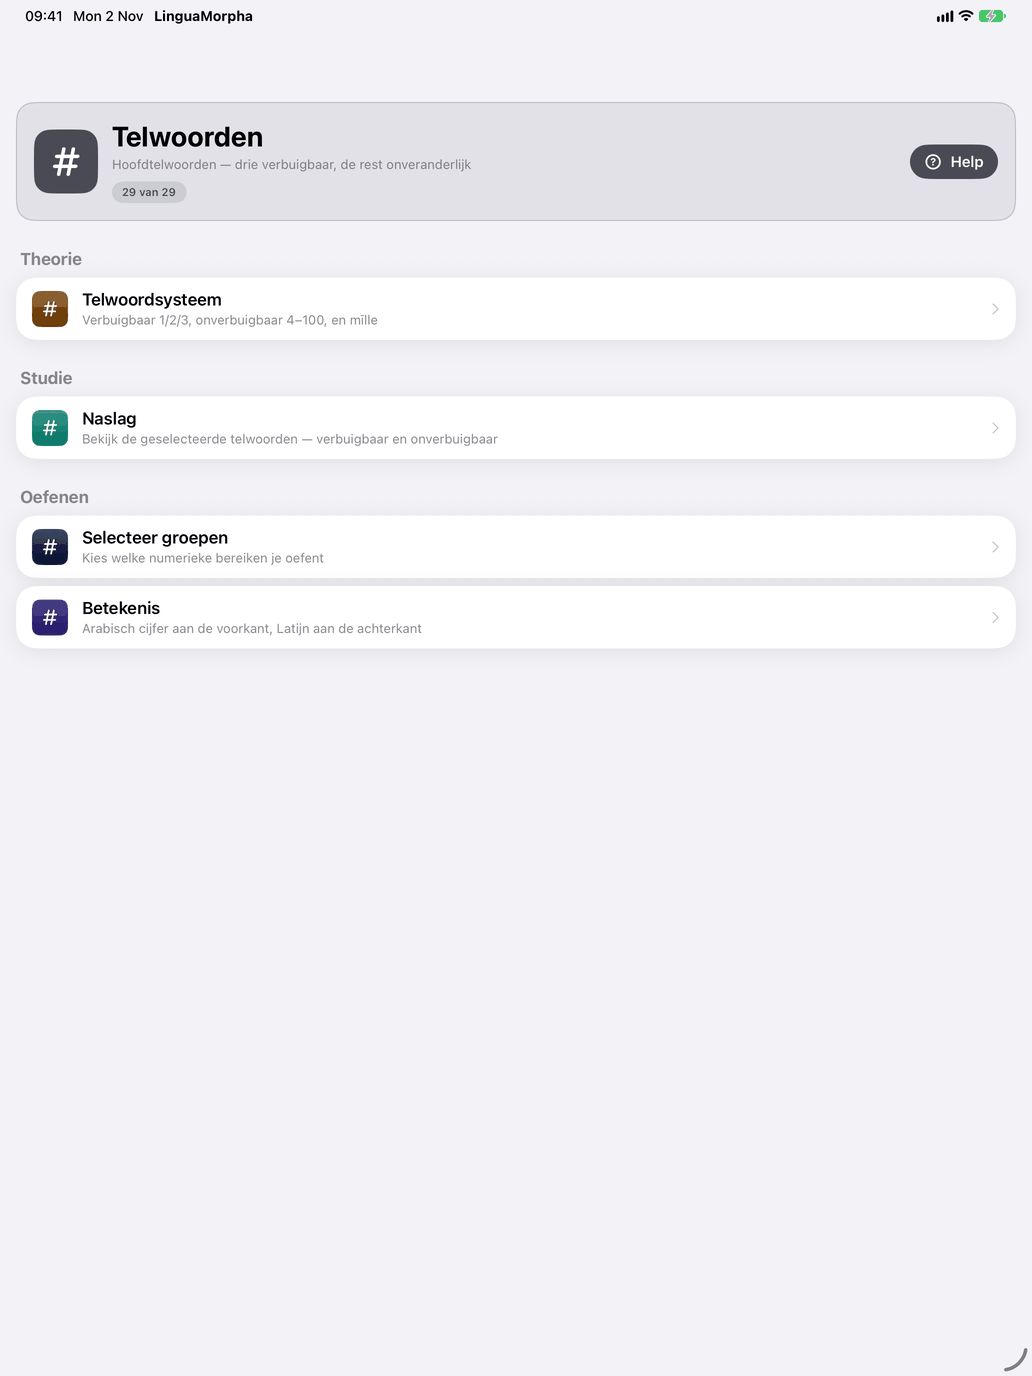 09:41 Mon 2 Nov LinguaMorpha
# Telwoorden
Hoofdtelwoorden — drie verbuigbaar, de rest onveranderlijk
29 van 29
Help
Theorie
# Telwoordsysteem
Verbuigbaar 1/2/3, onverbuigbaar 4–100, en mīlle
Studie
# Naslag
Bekijk de geselecteerde telwoorden — verbuigbaar en onverbuigbaar
Oefenen
# Selecteer groepen
Kies welke numerieke bereiken je oefent
# Betekenis
Arabisch cijfer aan de voorkant, Latijn aan de achterkant